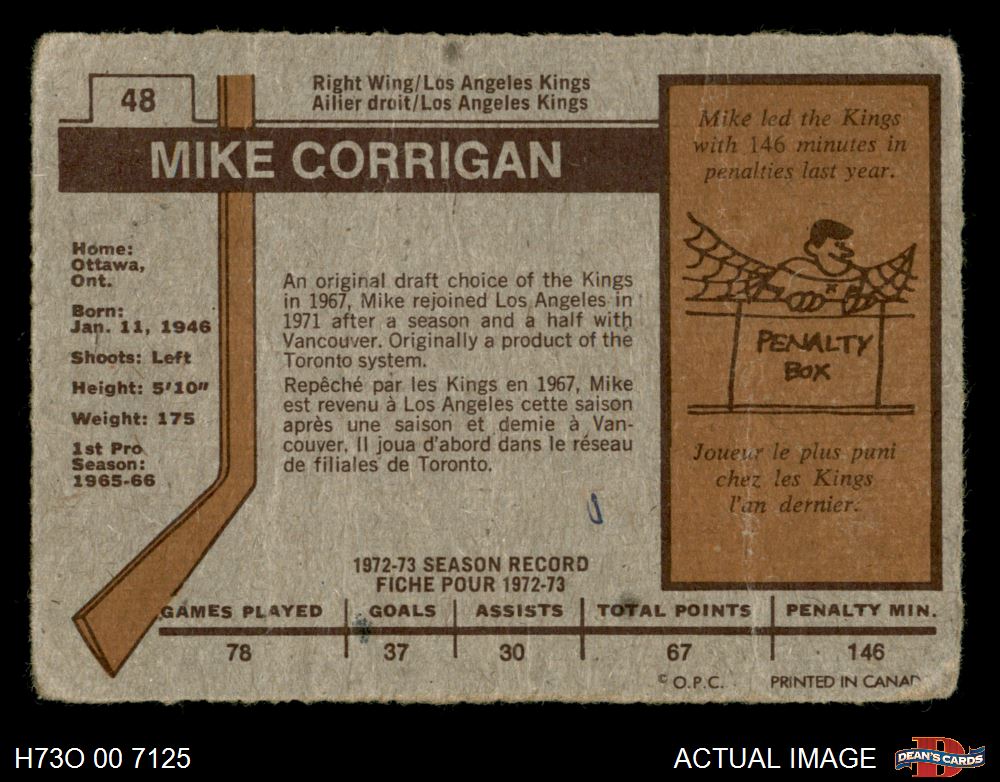 48
Right Wing/Los Angeles Kings
Ailier droit/Los Angeles Kings
MIKE CORRIGAN
Home:
Ottawa,
Ont.
Born:
Jan. 11, 1946
Shoots: Left
Height: 5'10"
Weight: 175
1st Pro
Season:
1965-66
An original draft choice of the Kings
in 1967, Mike rejoined Los Angeles in
1971 after a season and a half with
Vancouver. Originally a product of the
Toronto system.
Repêché par les Kings en 1967, Mike
est revenu à Los Angeles cette saison
après une saison et demie à Van-
couver. Il joua d'abord dans le réseau
de filiales de Toronto.
Mike led the Kings
with 146 minutes in
penalties last year.
PENALTY
BOX
Joueur le plus puni
chez les Kings
l'an dernier.
1972-73 SEASON RECORD
FICHE POUR 1972-73
GAMES PLAYED GOALS ASSISTS TOTAL POINTS PENALTY MIN.
78 37 30 67 146
© O.P.C. PRINTED IN CANAD
H73O 00 7125
ACTUAL IMAGE
D
DEAN'S CARDS